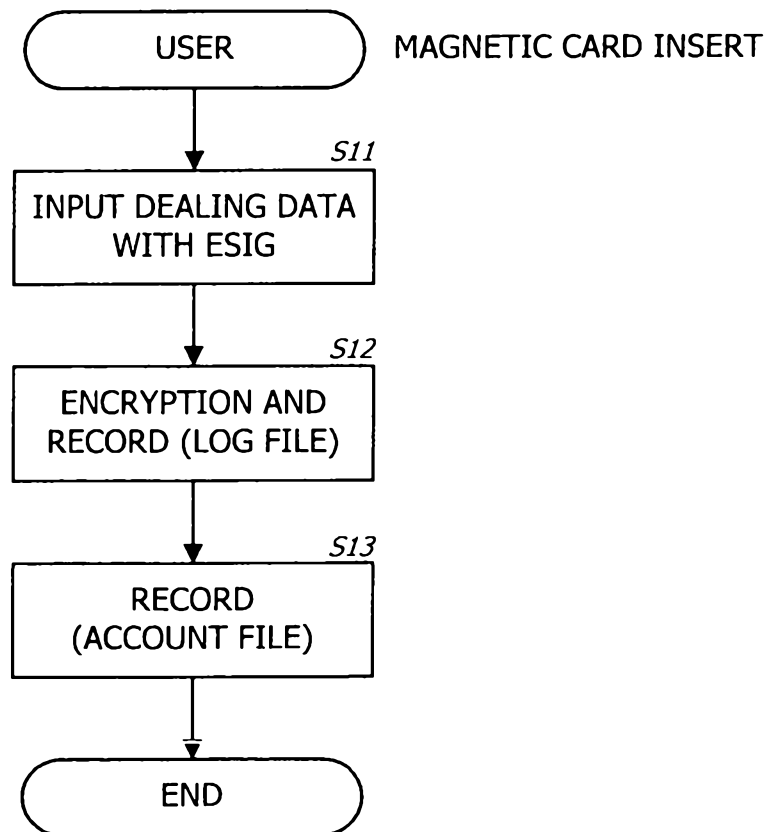 USER
MAGNETIC CARD INSERT
S11
INPUT DEALING DATA
WITH ESIG
S12
ENCRYPTION AND
RECORD (LOG FILE)
S13
RECORD
(ACCOUNT FILE)
END